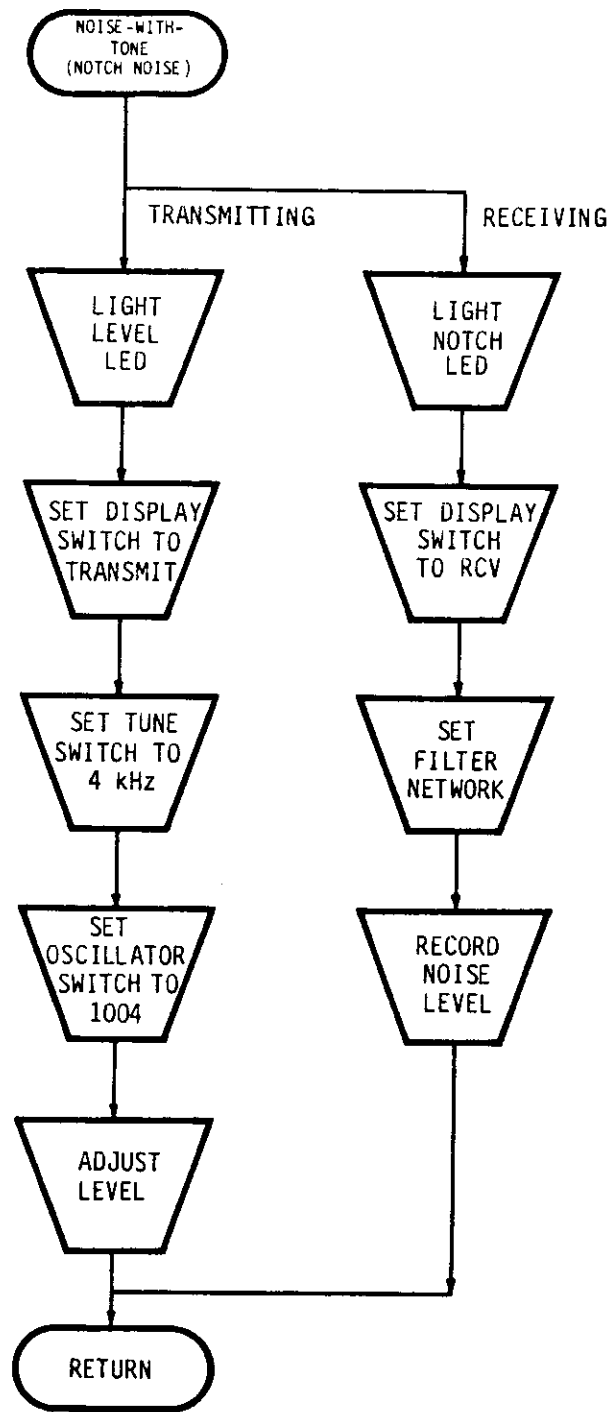 NOISE-WITH-
TONE
(NOTCH NOISE)
TRANSMITTING
RECEIVING
LIGHT
LEVEL
LED
LIGHT
NOTCH
LED
SET DISPLAY
SWITCH TO
TRANSMIT
SET DISPLAY
SWITCH
TO RCV
SET TUNE
SWITCH TO
4 kHz
SET
FILTER
NETWORK
SET
OSCILLATOR
SWITCH TO
1004
RECORD
NOISE
LEVEL
ADJUST
LEVEL
RETURN